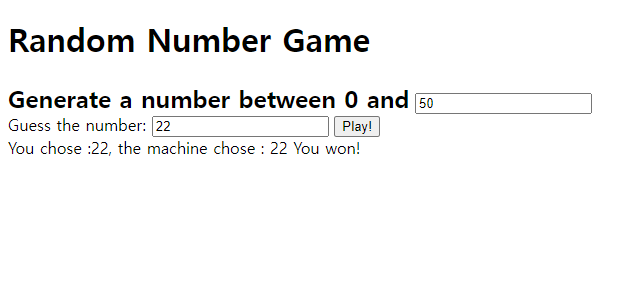 Random Number Game
Generate a number between 0 and 50
Guess the number: 22 Play!
You chose :22, the machine chose : 22 You won!